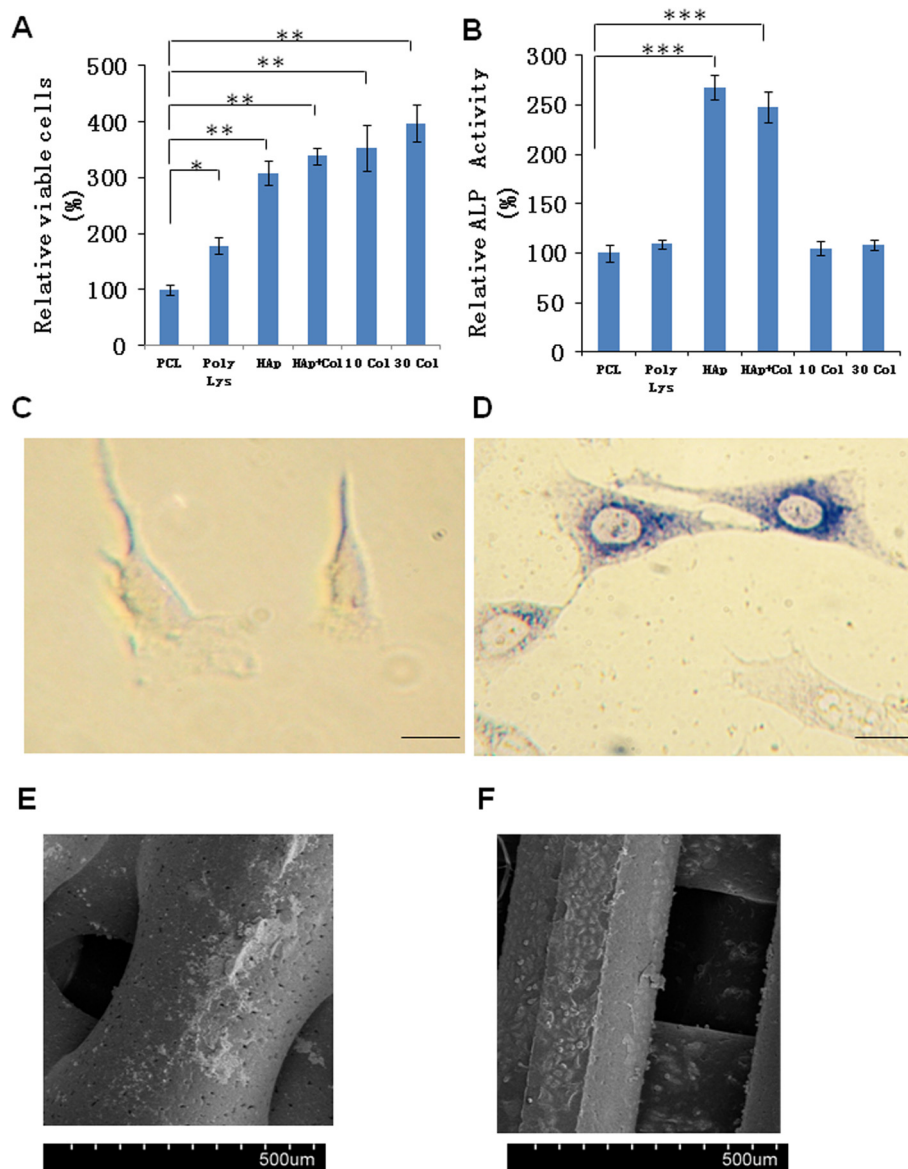 A
Relative viable cells
(%)
500
400
300
200
100
0
**
**
**
**
*
PCL
Poly
Lys
HAp
HAp+Col
10 Col
30 Col
B
Relative ALP Activity
(%)
300
250
200
150
100
50
0
***
***
PCL
Poly
Lys
HAp
HAp+Col
10 Col
30 Col
C
D
E
F
500um
500um